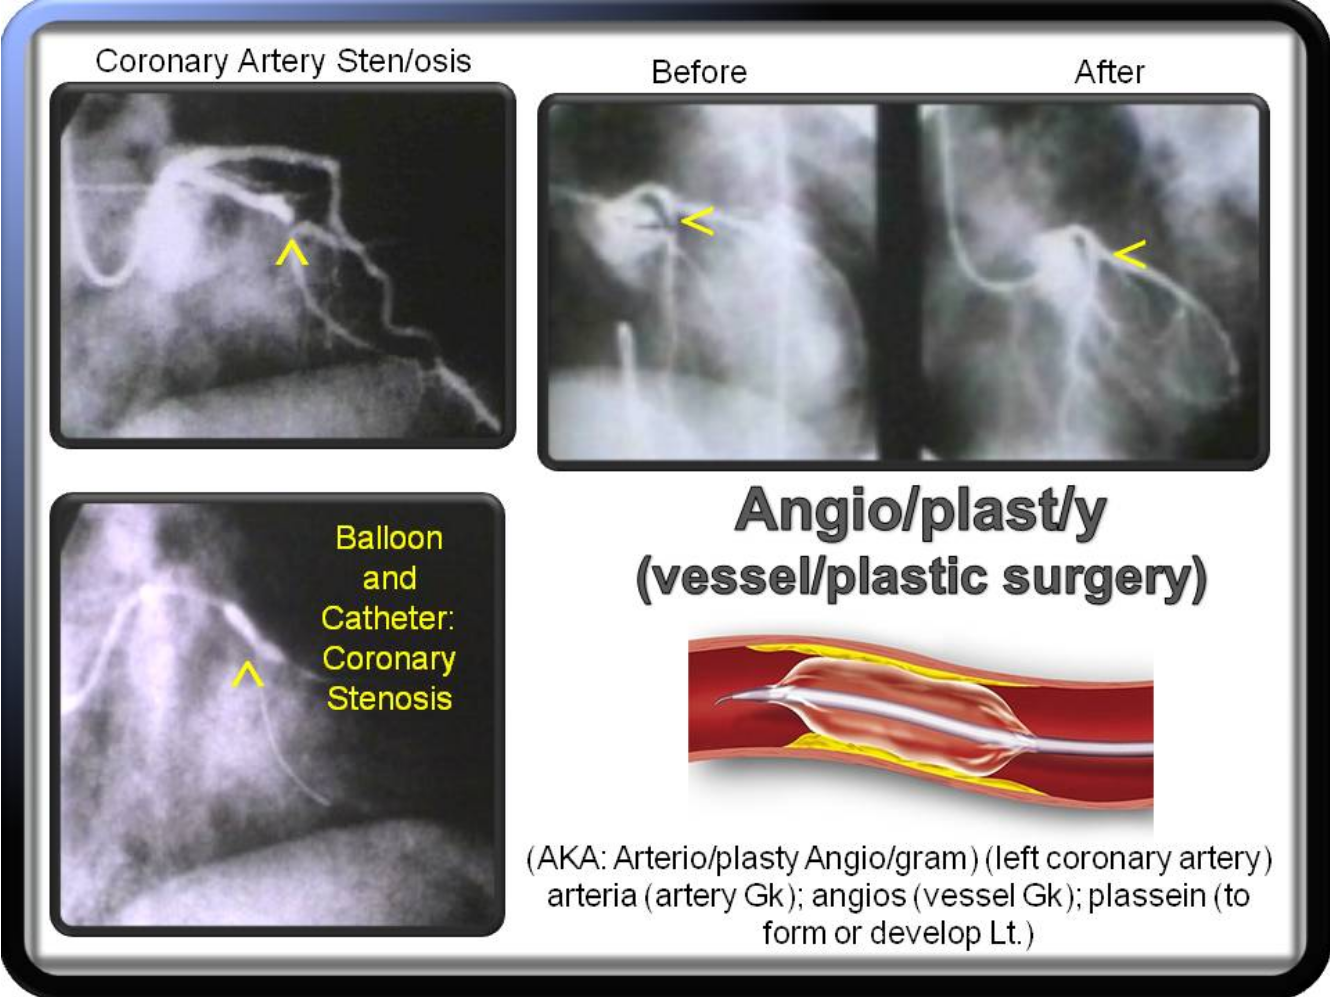 Coronary Artery Sten/osis
Before
After
Balloon
and
Catheter:
Coronary
Stenosis
Angio/plast/y
(vessel/plastic surgery)
(AKA: Arterio/plasty Angio/gram) (left coronary artery)
arteria (artery Gk); angios (vessel Gk); plassein (to
form or develop Lt.)